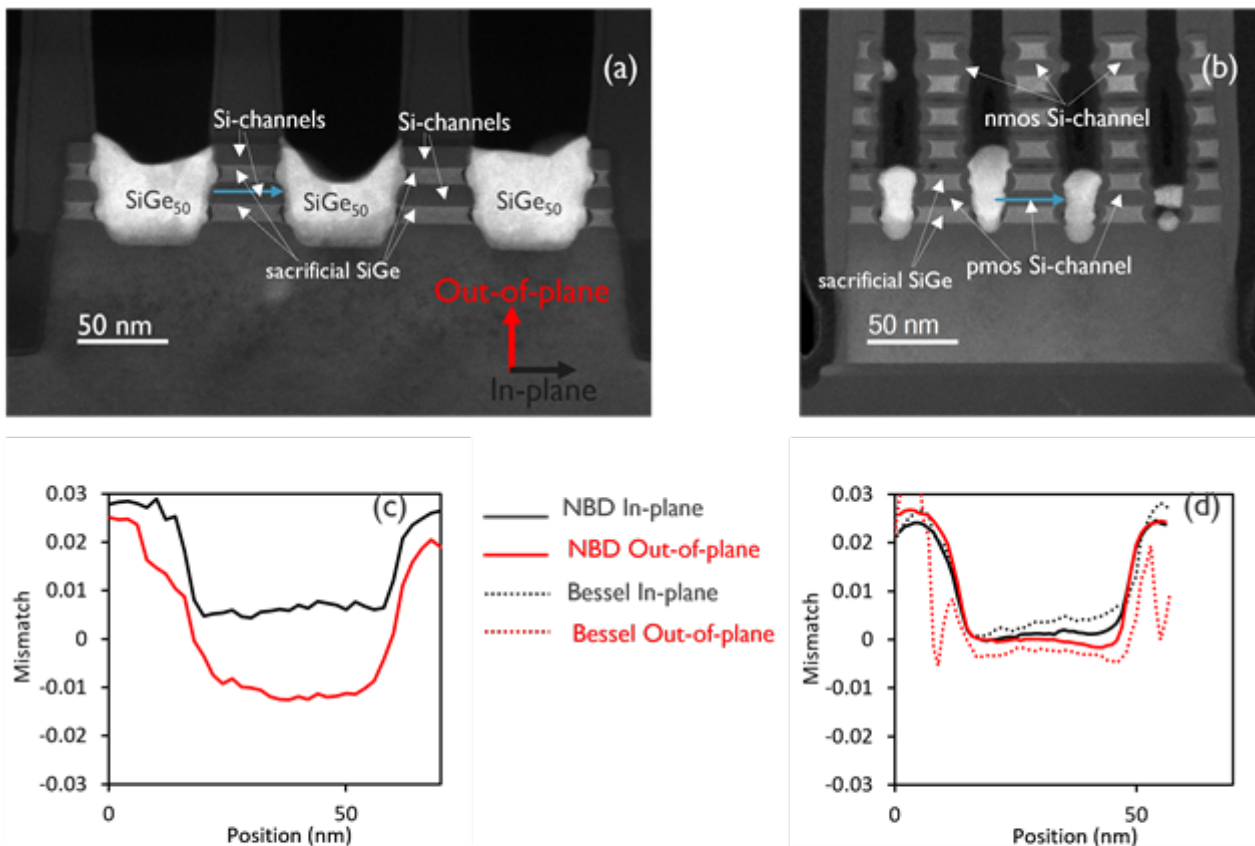 (a)
Si-channels
Si-channels
SiGe50
SiGe50
SiGe50
sacrificial SiGe
Out-of-plane
50 nm
In-plane
(b)
nmos Si-channel
sacrificial SiGe
pmos Si-channel
50 nm
(c)
0.03
0.02
0.01
0
-0.01
-0.02
-0.03
Mismatch
0
50
Position (nm)
NBD In-plane
NBD Out-of-plane
Bessel In-plane
Bessel Out-of-plane
(d)
0.03
0.02
0.01
0
-0.01
-0.02
-0.03
Mismatch
0
50
Position (nm)